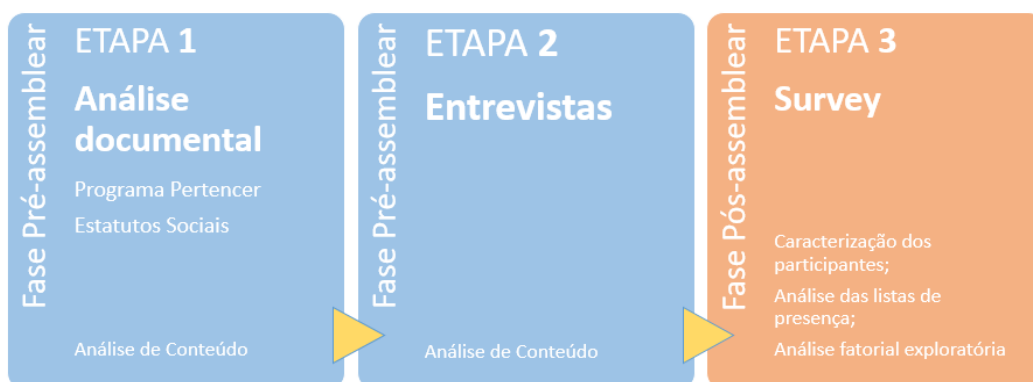 Fase Pré-assemblear
ETAPA 1
Análise
documental
Programa Pertencer
Estatutos Sociais
Análise de Conteúdo
Fase Pré-assemblear
ETAPA 2
Entrevistas
Análise de Conteúdo
Fase Pós-assemblear
ETAPA 3
Survey
Caracterização dos
participantes;
Análise das listas de
presença;
Análise fatorial exploratória